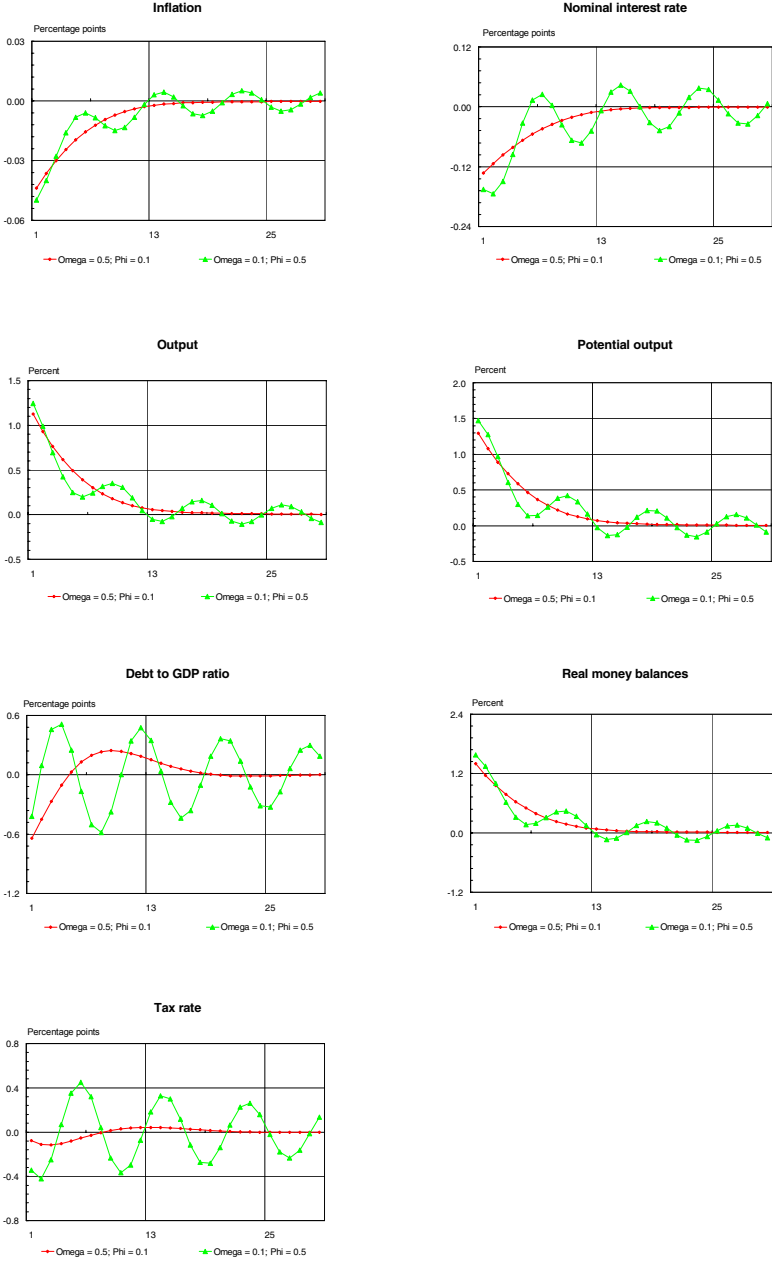 Inflation
Percentage points
0.03
0.00
-0.03
-0.06
1 13 25
Omega = 0.5; Phi = 0.1 Omega = 0.1; Phi = 0.5
Nominal interest rate
Percentage points
0.12
0.00
-0.12
-0.24
1 13 25
Omega = 0.5; Phi = 0.1 Omega = 0.1; Phi = 0.5
Output
Percent
1.5
1.0
0.5
0.0
-0.5
1 13 25
Omega = 0.5; Phi = 0.1 Omega = 0.1; Phi = 0.5
Potential output
Percent
2.0
1.5
1.0
0.5
0.0
-0.5
1 13 25
Omega = 0.5; Phi = 0.1 Omega = 0.1; Phi = 0.5
Debt to GDP ratio
Percentage points
0.6
0.0
-0.6
-1.2
1 13 25
Omega = 0.5; Phi = 0.1 Omega = 0.1; Phi = 0.5
Real money balances
Percent
2.4
1.2
0.0
-1.2
1 13 25
Omega = 0.5; Phi = 0.1 Omega = 0.1; Phi = 0.5
Tax rate
Percentage points
0.8
0.4
0.0
-0.4
-0.8
1 13 25
Omega = 0.5; Phi = 0.1 Omega = 0.1; Phi = 0.5